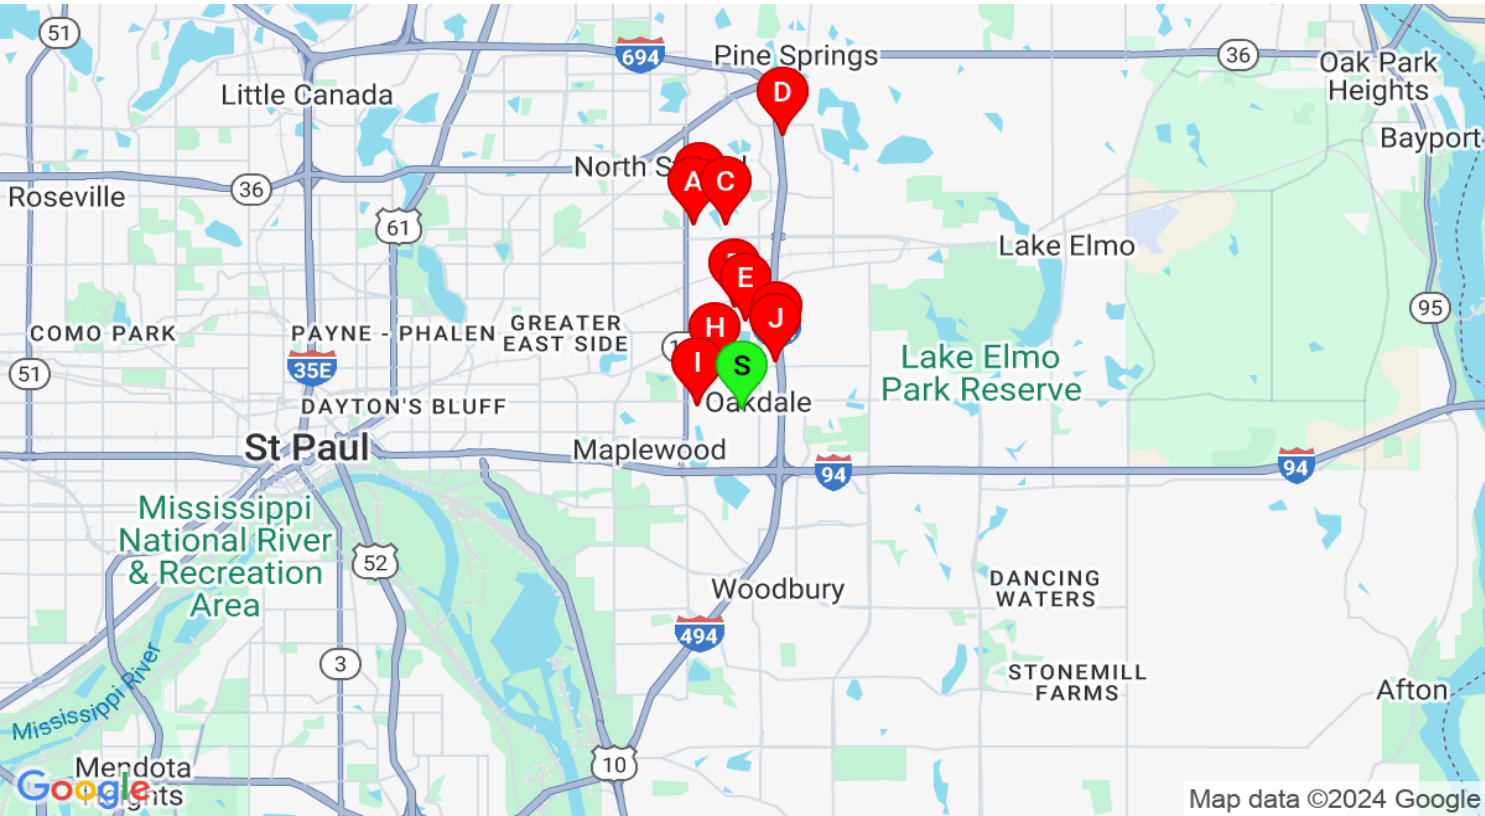 51
694
Pine Springs
36
Oak Park
Heights
Little Canada
D
Bayport
North S
A
C
36
Roseville
61
Lake Elmo
E
95
J
COMO PARK
PAYNE - PHALEN
GREATER
EAST SIDE
H
35E
51
I
S
Lake Elmo
Park Reserve
DAYTON'S BLUFF
Oakdale
St Paul
Maplewood
94
94
Mississippi
National River
& Recreation
Area
52
Woodbury
DANCING
WATERS
494
3
STONEMILL
FARMS
Afton
Mississippi River
10
Mendota
Heights
Google
Map data ©2024 Google